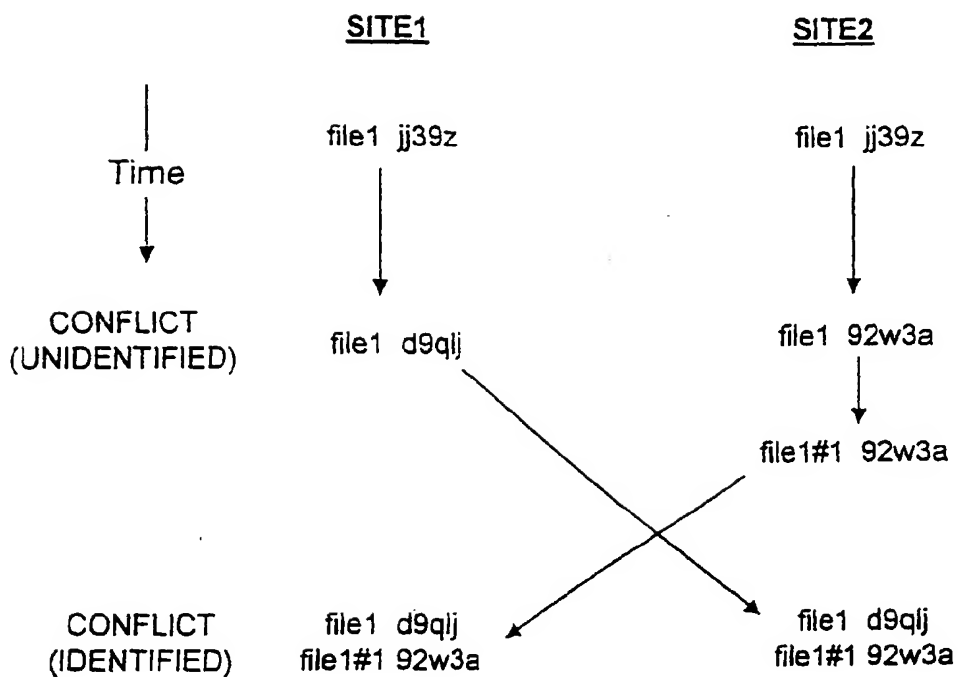 SITE1
SITE2
file1 jj39z
file1 jj39z
Time
CONFLICT
(UNIDENTIFIED)
file1 d9qlj
file1 92w3a
file1#1 92w3a
CONFLICT
(IDENTIFIED)
file1 d9qlj
file1#1 92w3a
file1 d9qlj
file1#1 92w3a